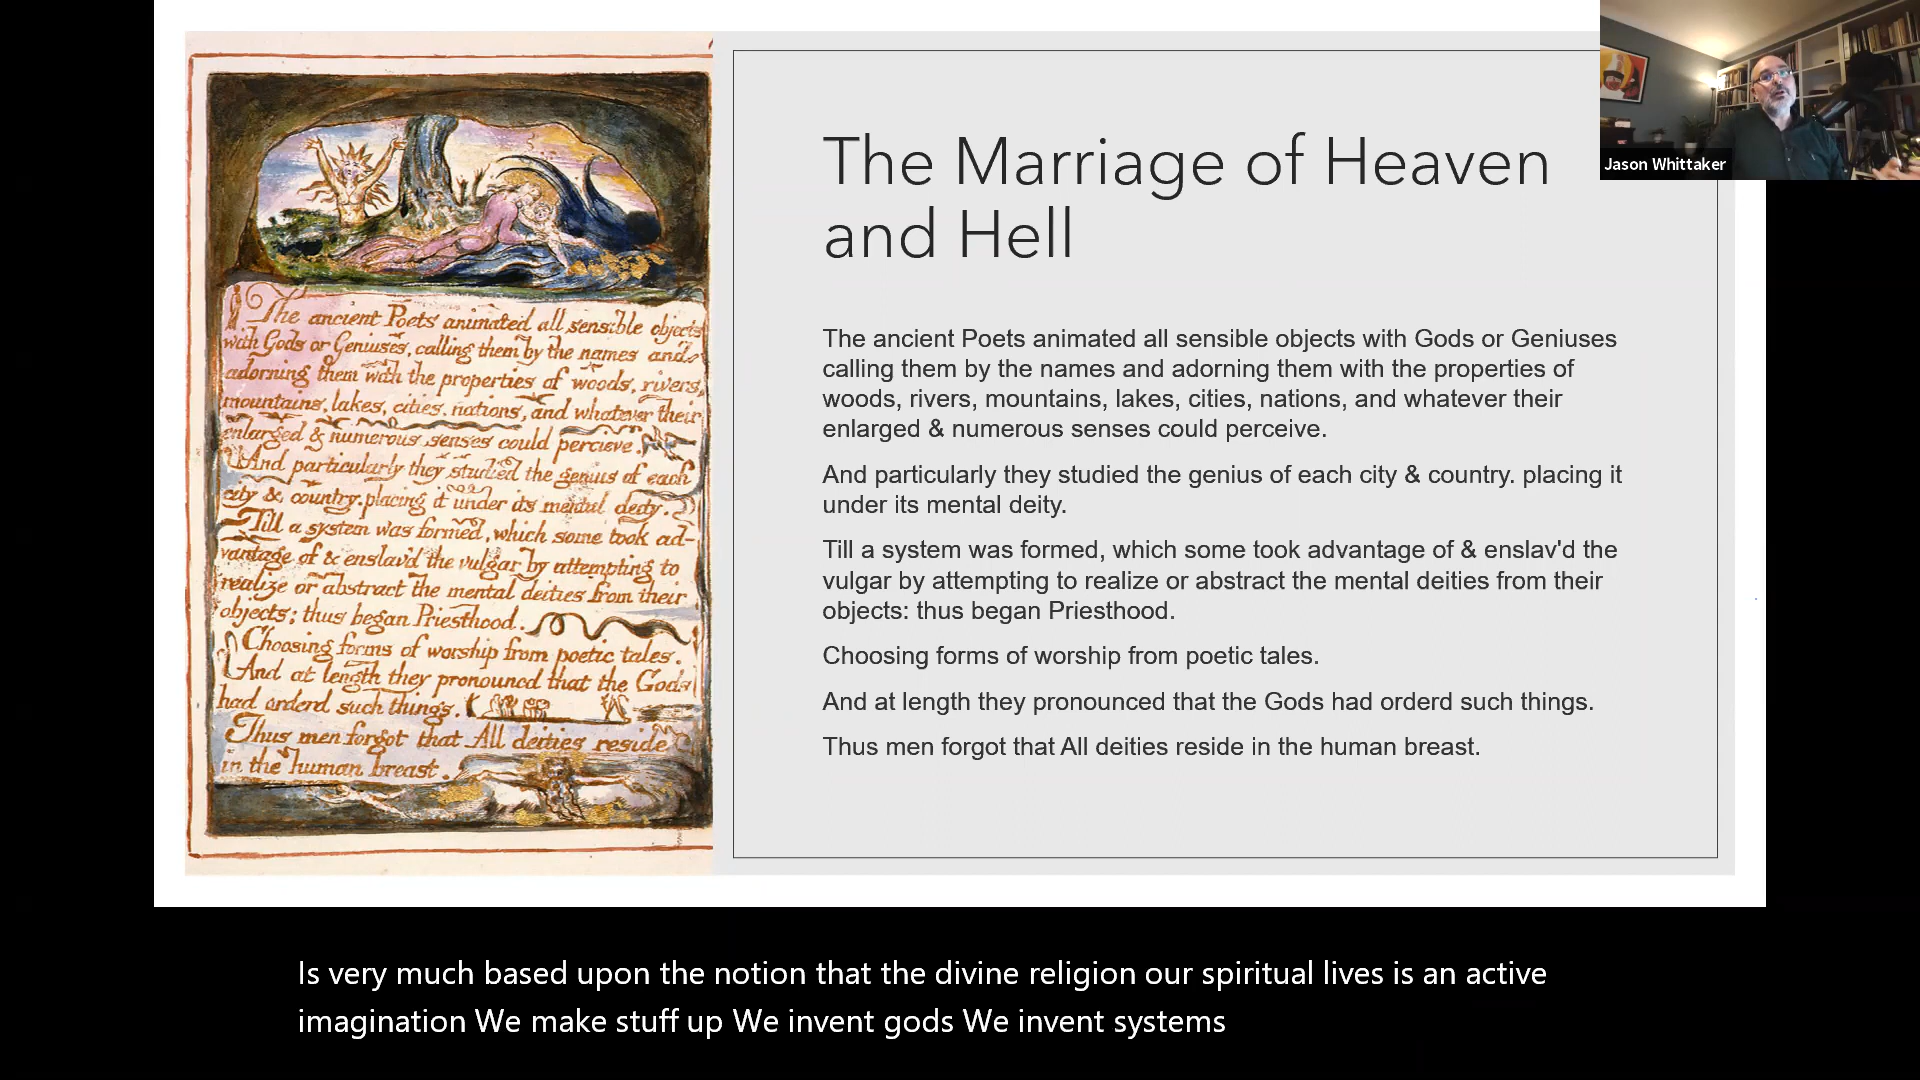 The ancient Poets animated all sensible objects
with Gods or Geniuses, calling them by the names and
adorning them with the properties of woods, rivers,
mountains, lakes, cities, nations, and whatever their
enlarged & numerous senses could percieve.
And particularly they studied the genius of each
city & country. placing it under its mental deity.
Till a system was formed, which some took ad-
vantage of & enslav'd the vulgar by attempting to
realize or abstract the mental deities from their
objects; thus began Priesthood.
Choosing forms of worship from poetic tales.
And at length they pronouncd that the Gods
had orderd such things.
Thus men forgot that All deities reside
in the human breast.
The Marriage of Heaven
and Hell
The ancient Poets animated all sensible objects with Gods or Geniuses
calling them by the names and adorning them with the properties of
woods, rivers, mountains, lakes, cities, nations, and whatever their
enlarged & numerous senses could perceive.
And particularly they studied the genius of each city & country. placing it
under its mental deity.
Till a system was formed, which some took advantage of & enslav'd the
vulgar by attempting to realize or abstract the mental deities from their
objects: thus began Priesthood.
Choosing forms of worship from poetic tales.
And at length they pronounced that the Gods had orderd such things.
Thus men forgot that All deities reside in the human breast.
Jason Whittaker
Is very much based upon the notion that the divine religion our spiritual lives is an active
imagination We make stuff up We invent gods We invent systems